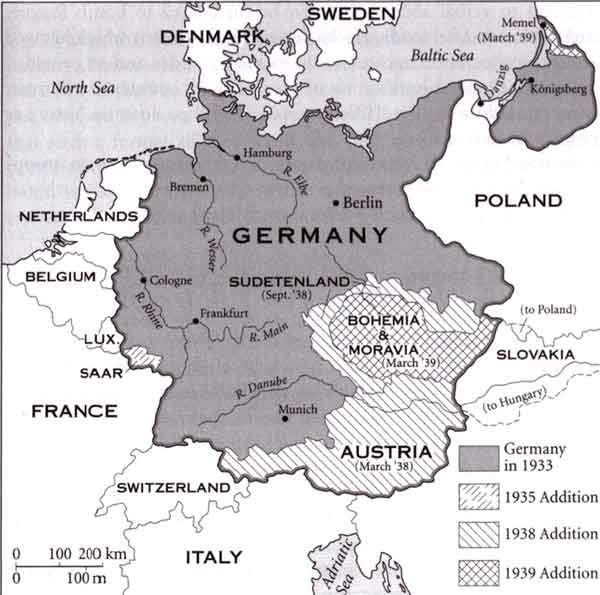 SWEDEN
DENMARK
Memel
(March '39)
Baltic Sea
North Sea
Danzig
Königsberg
Hamburg
Bremen
R. Elbe
Berlin
POLAND
NETHERLANDS
R. Weser
GERMANY
BELGIUM
Cologne
SUDETENLAND
(Sept. '38)
R. Rhine
Frankfurt
R. Main
BOHEMIA
&
MORAVIA
(March '39)
(to Poland)
SLOVAKIA
LUX.
SAAR
FRANCE
R. Danube
(to Hungary)
Munich
AUSTRIA
(March '38)
SWITZERLAND
ITALY
Adriatic
Sea
Germany
in 1933
1935 Addition
1938 Addition
1939 Addition
0 100 200 km
0 100 m